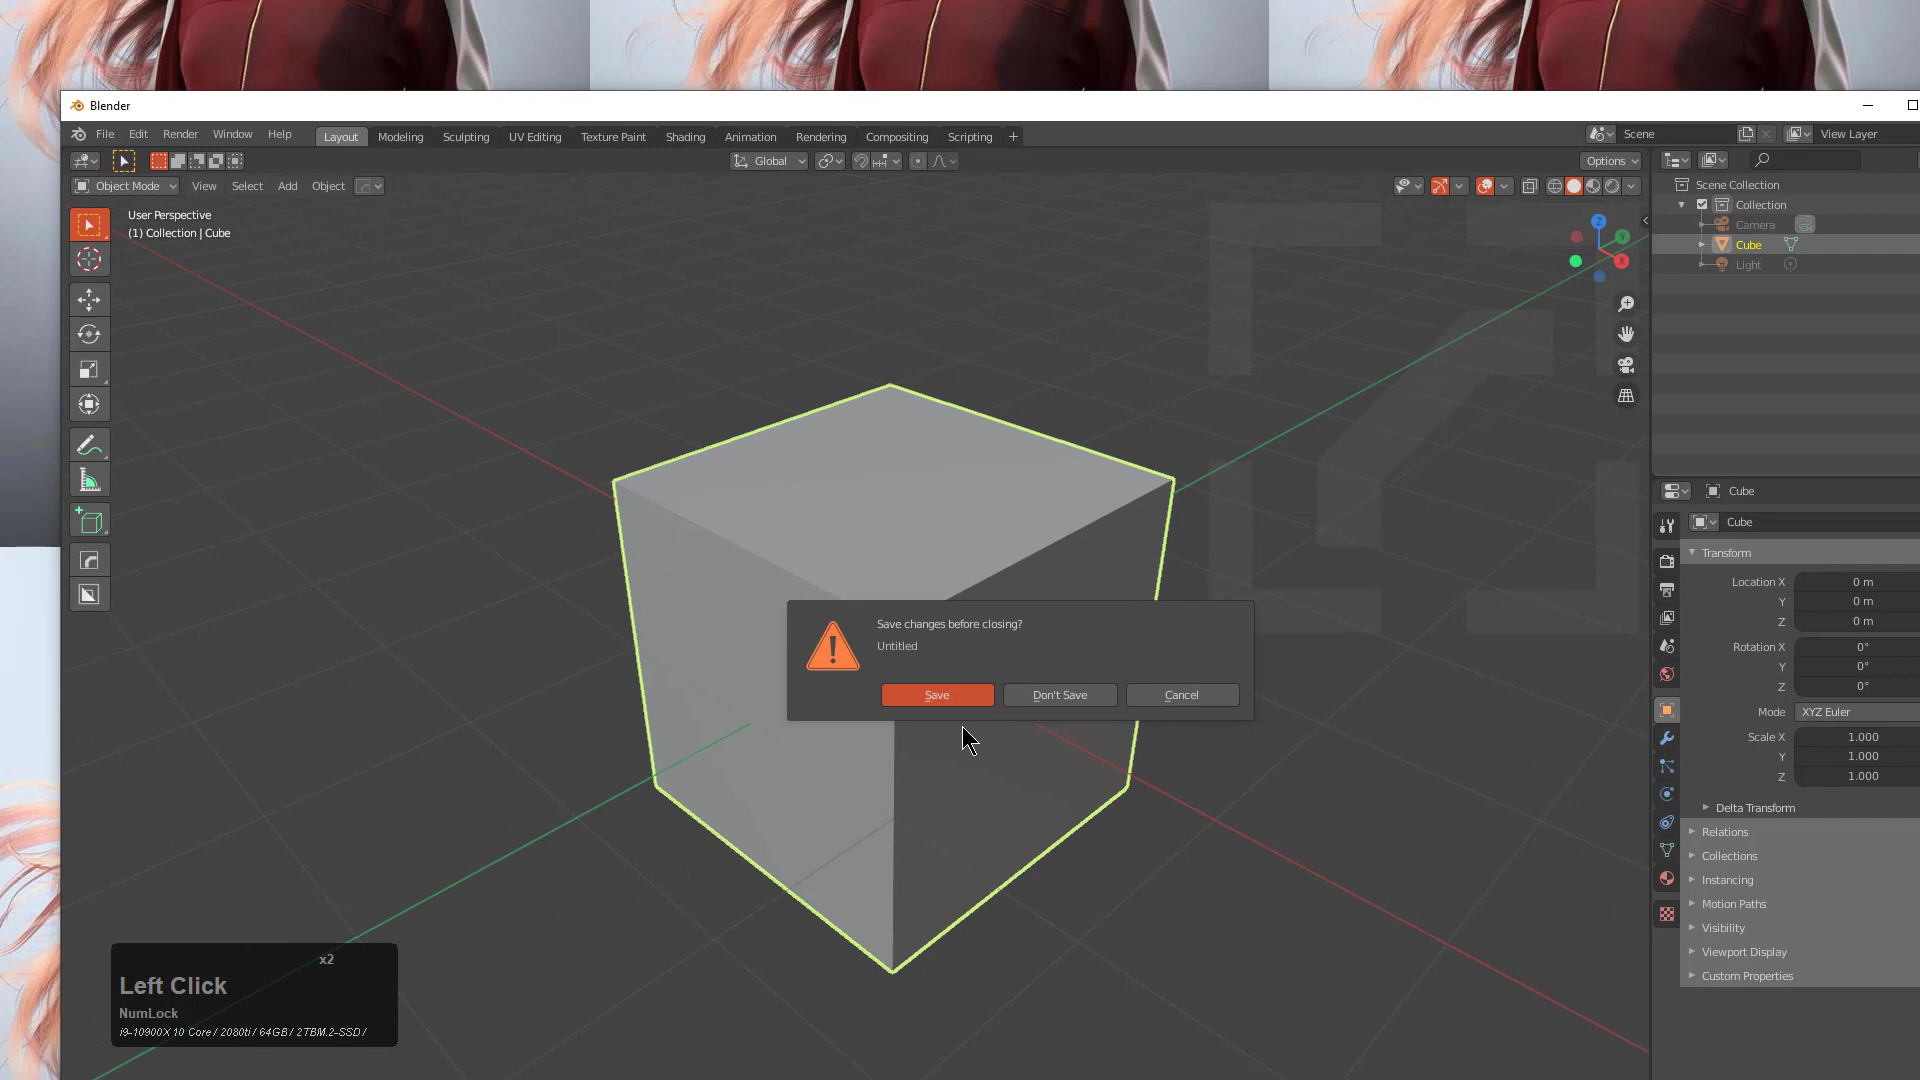 Blender
File Edit Render Window Help Layout Modeling Sculpting UV Editing Texture Paint Shading Animation Rendering Compositing Scripting + Scene View Layer
Global Options
Object Mode View Select Add Object
User Perspective
(1) Collection | Cube
Z
Y
X
Scene Collection
Collection
Camera
Cube
Light
Cube
Cube
Transform
Location X 0 m
Y 0 m
Z 0 m
Rotation X 0°
Y 0°
Z 0°
Mode XYZ Euler
Scale X 1.000
Y 1.000
Z 1.000
Delta Transform
Relations
Collections
Instancing
Motion Paths
Visibility
Viewport Display
Custom Properties
Save changes before closing?
Untitled
Save Don't Save Cancel
x2
Left Click
NumLock
i9-10900X 10 Core / 2080ti / 64GB / 2TBM.2-SSD /